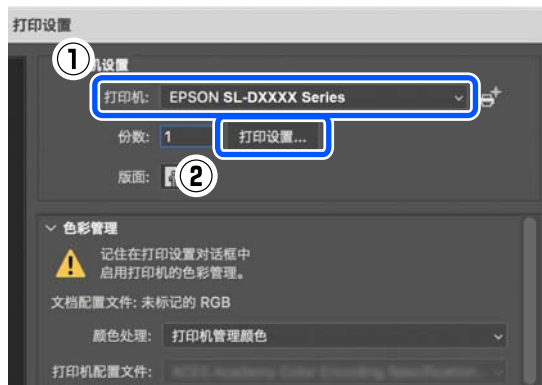 打印设置
① 机设置
打印机: EPSON SL-DXXXX Series
份数: 1 打印设置...
版面: ②
色彩管理
记住在打印设置对话框中
启用打印机的色彩管理。
文档配置文件: 未标记的 RGB
颜色处理: 打印机管理颜色
打印机配置文件: